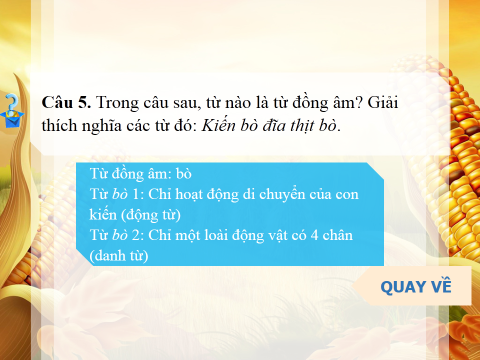 Câu 5. Trong câu sau, từ nào là từ đồng âm? Giải
thích nghĩa các từ đó: Kiến bò đĩa thịt bò.
Từ đồng âm: bò
Từ bò 1: Chỉ hoạt động di chuyển của con
kiến (động từ)
Từ bò 2: Chỉ một loài động vật có 4 chân
(danh từ)
QUAY VỀ